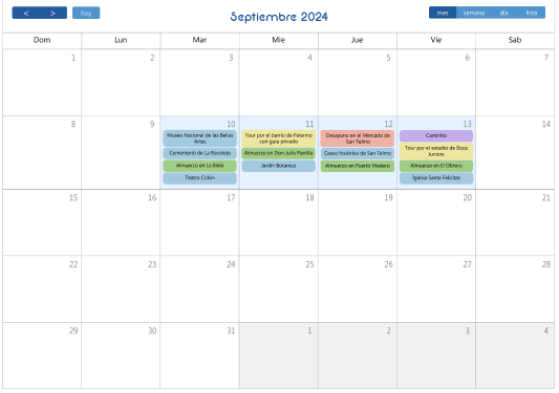 < > hoy Septiembre 2024 mes semana día lista
Dom Lun Mar Mie Jue Vie Sab
1 2 3 4 5 6 7
8 9 10 11 12 13 14
Museo Nacional de las Bellas
Artes
Cementerio de La Recoleta
Almuerzo en La Biela
Teatro Colón
Tour por el barrio de Palermo
con guia privado
Almuerzo en Don Julio Parrilla
Jardin Botanico
Desayuno en el Mercado de
San Telmo
Casco histórico de San Telmo
Almuerzo en Puerto Madero
Caminito
Tour por el estadio de Boca
Juniors
Almuerzo en El Obrero
Iglesia Santa Felicitas
15 16 17 18 19 20 21
22 23 24 25 26 27 28
29 30 31 1 2 3 4